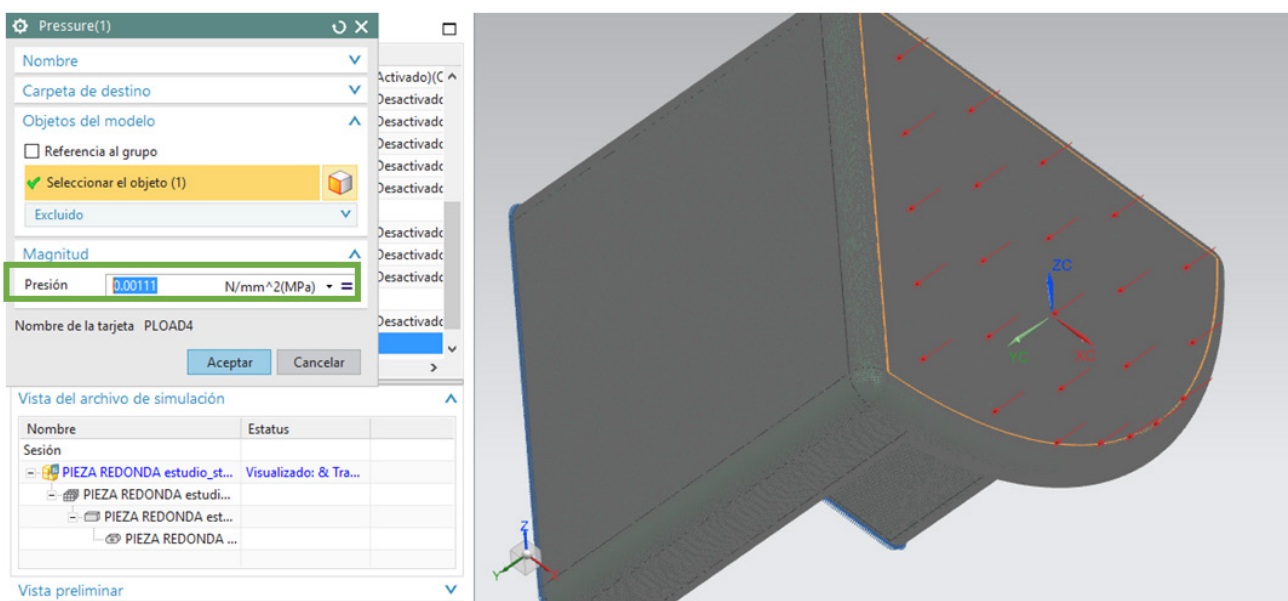 Pressure(1)
Nombre
Carpeta de destino
Objetos del modelo
Referencia al grupo
Seleccionar el objeto (1)
Excluido
Magnitud
Presión 0.00111 N/mm^2(MPa)
Nombre de la tarjeta PLOAD4
Aceptar Cancelar
Activado)(C
Desactivado
Desactivado
Desactivado
Desactivado
Desactivado
Desactivado
Desactivado
Desactivado
Desactivado
Vista del archivo de simulación
Nombre Estatus
Sesión
PIEZA REDONDA estudio_st... Visualizado: & Tra...
PIEZA REDONDA estudi...
PIEZA REDONDA est...
PIEZA REDONDA ...
Vista preliminar
ZC
YC XC
Z
Y X